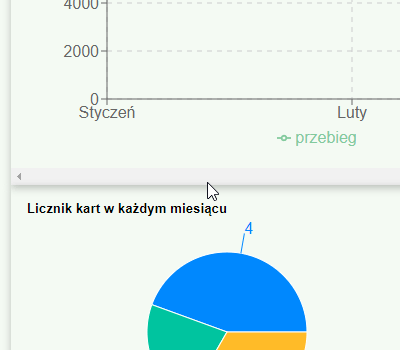 4000
2000
0
Styczeń
Luty
przebieg
Licznik kart w każdym miesiącu
4